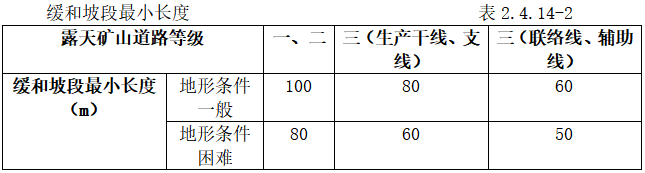 缓和坡段最小长度 表 2.4.14-2
露天矿山道路等级 一、二 三（生产干线、支线） 三（联络线、辅助线）
缓和坡段最小长度（m） 地形条件一般 100 80 60
地形条件困难 80 60 50